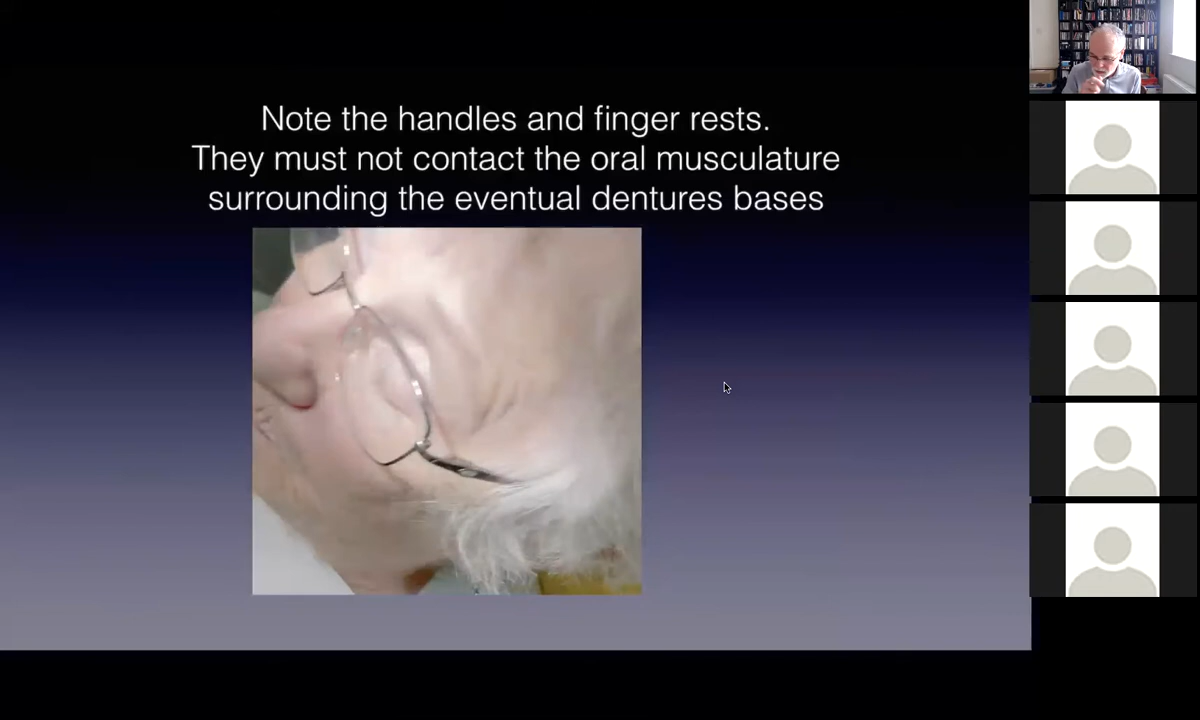 Note the handles and finger rests.
They must not contact the oral musculature
surrounding the eventual dentures bases